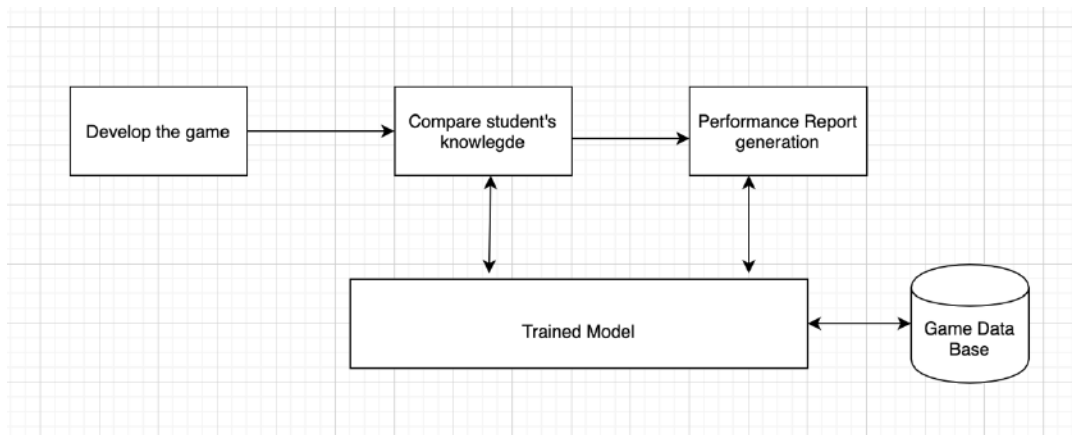 Develop the game
Compare student's
knowlegde
Performance Report
generation
Trained Model
Game Data
Base